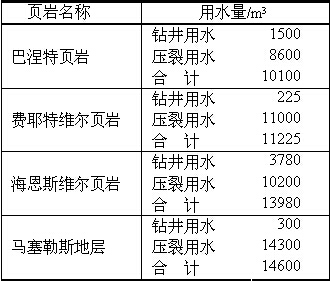 页岩名称 用水量/m³
钻井用水 1500
巴涅特页岩 压裂用水 8600
合 计 10100
钻井用水 225
费耶特维尔页岩 压裂用水 11000
合 计 11225
钻井用水 3780
海恩斯维尔页岩 压裂用水 10200
合 计 13980
钻井用水 300
马塞勒斯地层 压裂用水 14300
合 计 14600